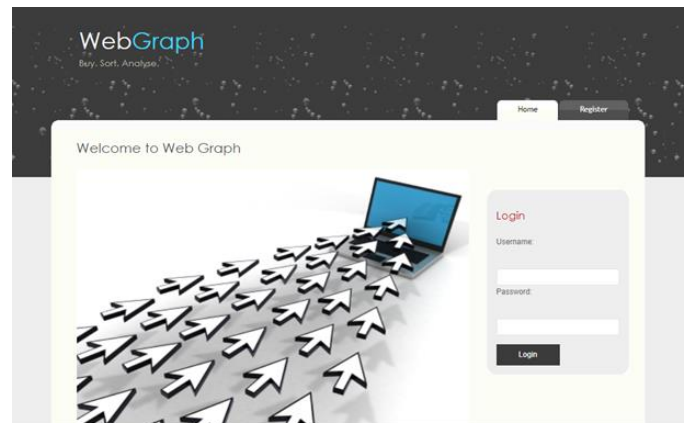 WebGraph
Buy. Sort. Analyse.
Home Register
Welcome to Web Graph
Login
Username:
Password:
Login